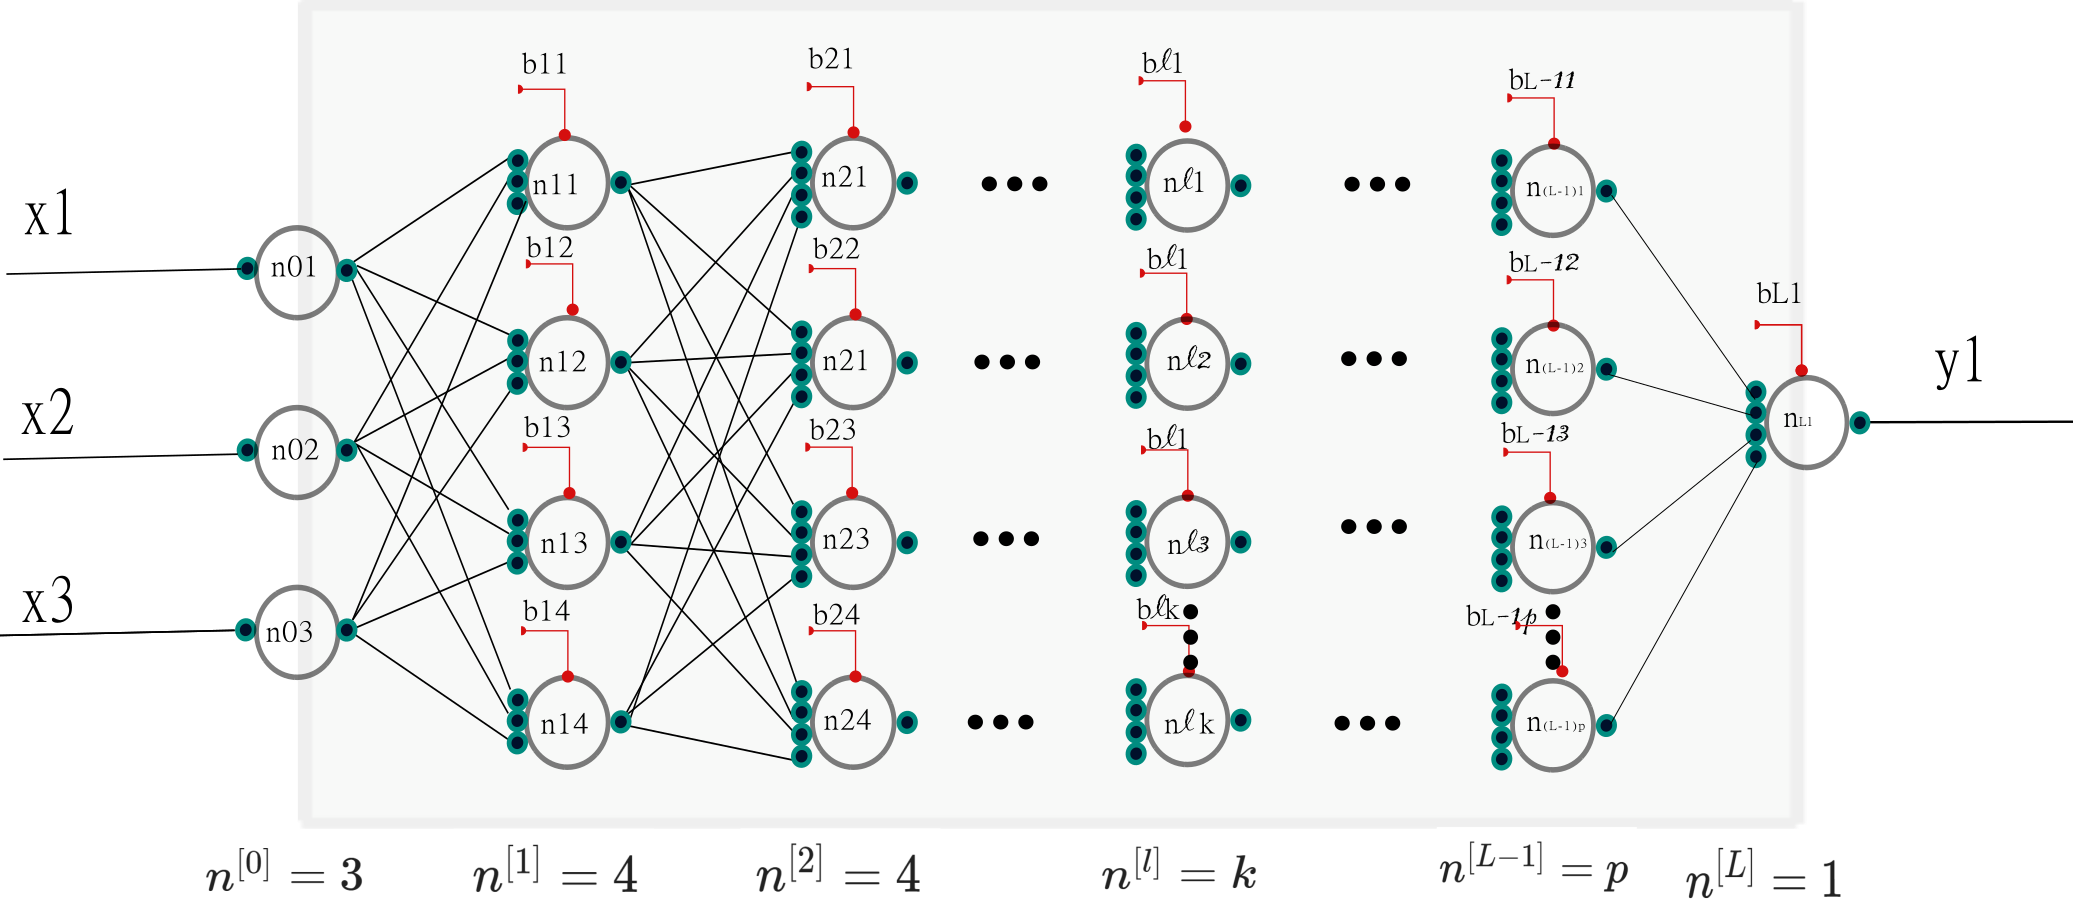 b11
b21
bℓ1
bL-11
x1
n11
n21
nℓ1
n(L-1)1
b12
b22
bℓ1
bL-12
n01
bL1
n12
n21
nℓ2
n(L-1)2
y1
x2
b13
b23
bℓ1
bL-13
nL1
n02
n13
n23
nℓ3
n(L-1)3
x3
b14
b24
bℓk
bL-1p
n03
n14
n24
nℓk
n(L-1)p
n^[0] = 3
n^[1] = 4
n^[2] = 4
n^[l] = k
n^[L-1] = p
n^[L] = 1